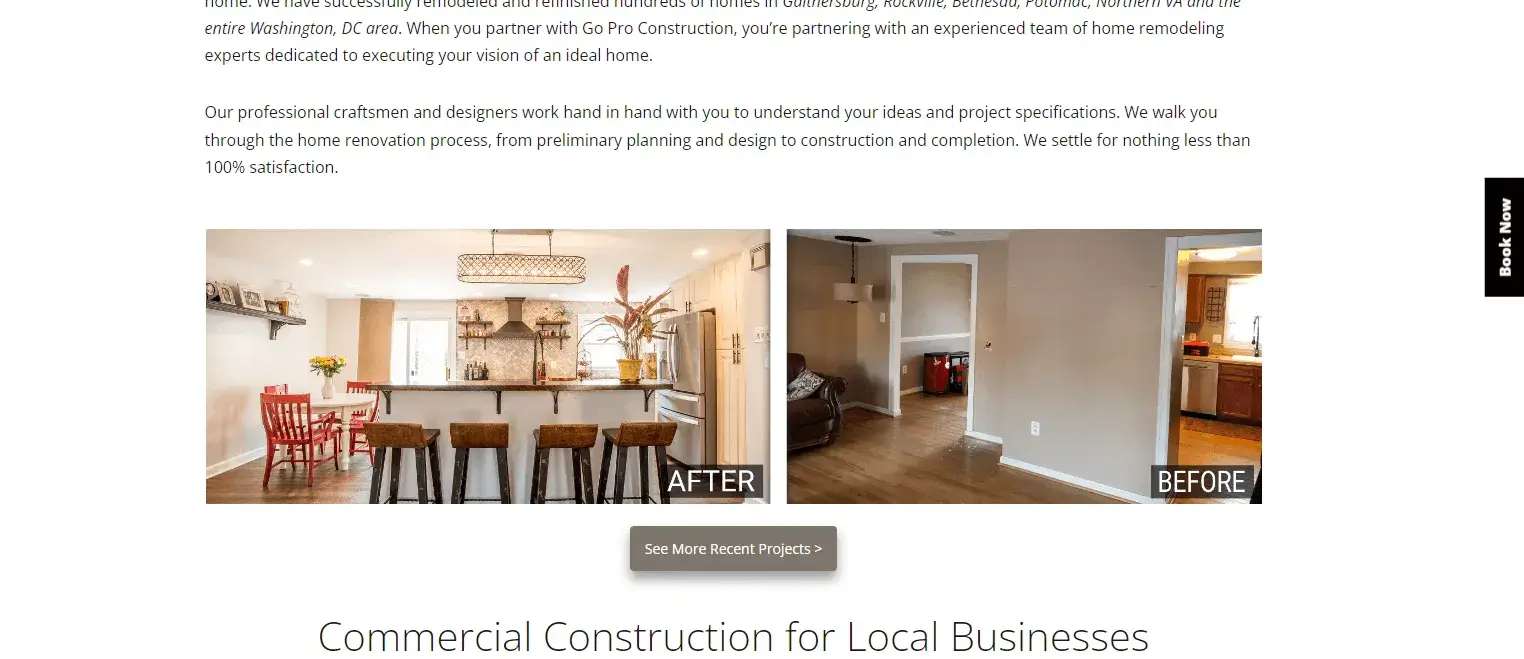 home. We have successfully remodeled and refinished hundreds of homes in Gaithersburg, Rockville, Bethesda, Potomac, Northern VA and the
entire Washington, DC area. When you partner with Go Pro Construction, you’re partnering with an experienced team of home remodeling
experts dedicated to executing your vision of an ideal home.
Our professional craftsmen and designers work hand in hand with you to understand your ideas and project specifications. We walk you
through the home renovation process, from preliminary planning and design to construction and completion. We settle for nothing less than
100% satisfaction.
Book Now
AFTER
BEFORE
See More Recent Projects >
Commercial Construction for Local Businesses